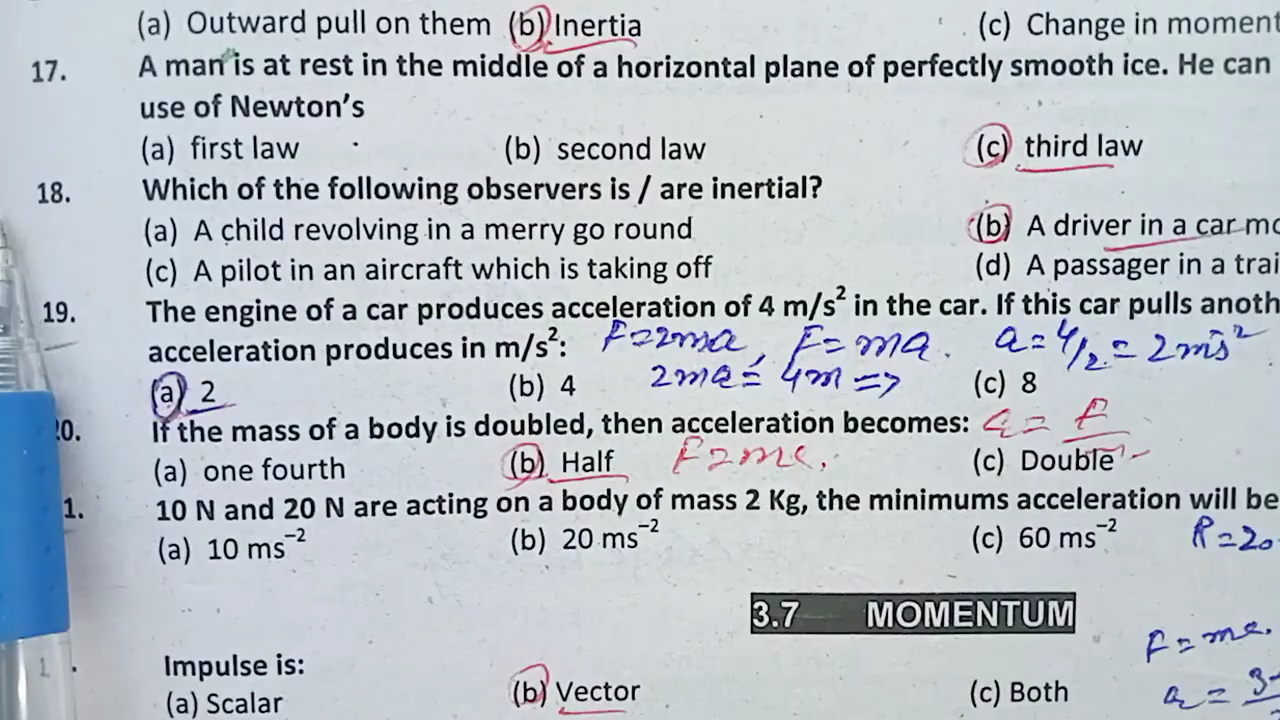 (a) Outward pull on them (b) Inertia (c) Change in moment
17. A man is at rest in the middle of a horizontal plane of perfectly smooth ice. He can
use of Newton's
(a) first law (b) second law (c) third law
18. Which of the following observers is / are inertial?
(a) A child revolving in a merry go round (b) A driver in a car mo
(c) A pilot in an aircraft which is taking off (d) A passager in a trai
19. The engine of a car produces acceleration of 4 m/s² in the car. If this car pulls anoth
acceleration produces in m/s²: F=2ma, F=ma. a=4/2=2ms²
(a) 2 (b) 4 2ma=4m=> (c) 8
20. If the mass of a body is doubled, then acceleration becomes: a=F/m
(a) one fourth (b) Half F=ma. (c) Double
1. 10 N and 20 N are acting on a body of mass 2 Kg, the minimums acceleration will be
(a) 10 ms⁻² (b) 20 ms⁻² (c) 60 ms⁻² R=20
3.7 MOMENTUM
F=ma.
1. Impulse is:
(a) Scalar (b) Vector (c) Both a=